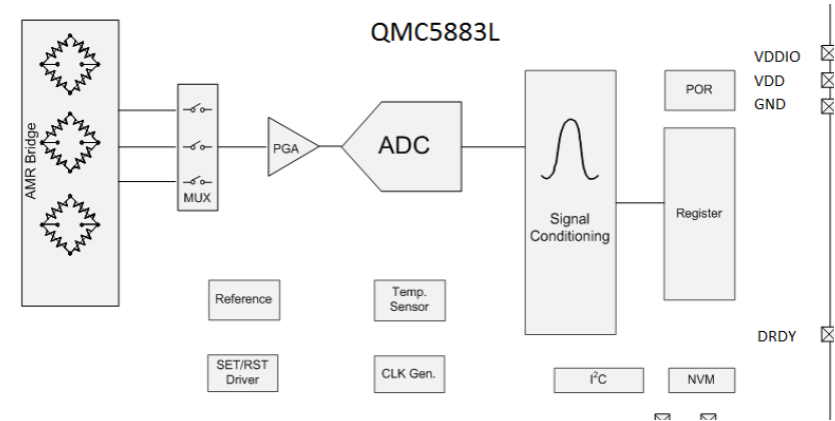 QMC5883L
VDDIO
VDD
GND
POR
AMR Bridge
MUX
PGA
ADC
Signal
Conditioning
Register
Reference
Temp.
Sensor
DRDY
SET/RST
Driver
CLK Gen.
I²C
NVM